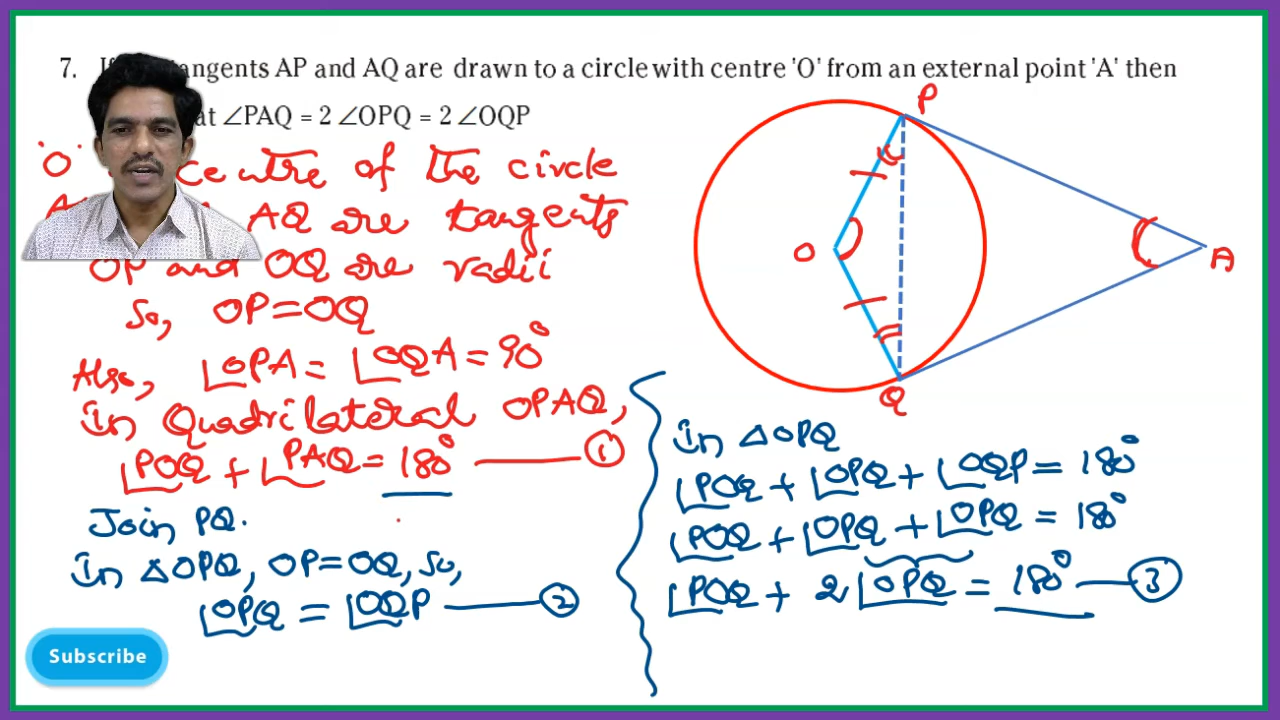 7. If tangents AP and AQ are drawn to a circle with centre 'O' from an external point 'A' then
at ∠PAQ = 2 ∠OPQ = 2 ∠OQP
'O' centre of the circle
AQ are tangents
OP and OQ are radii
So, OP=OQ
Also, ∠OPA = ∠OQA = 90°
in Quadrilateral OPAQ,
∠POQ + ∠PAQ = 180° — ①
Join PQ.
in △OPQ, OP=OQ, So,
∠OPQ = ∠OQP — ②
P
O
A
Q
in △OPQ
∠POQ + ∠OPQ + ∠OQP = 180°
∠POQ + ∠OPQ + ∠OPQ = 180°
∠POQ + 2 ∠OPQ = 180° — ③
Subscribe